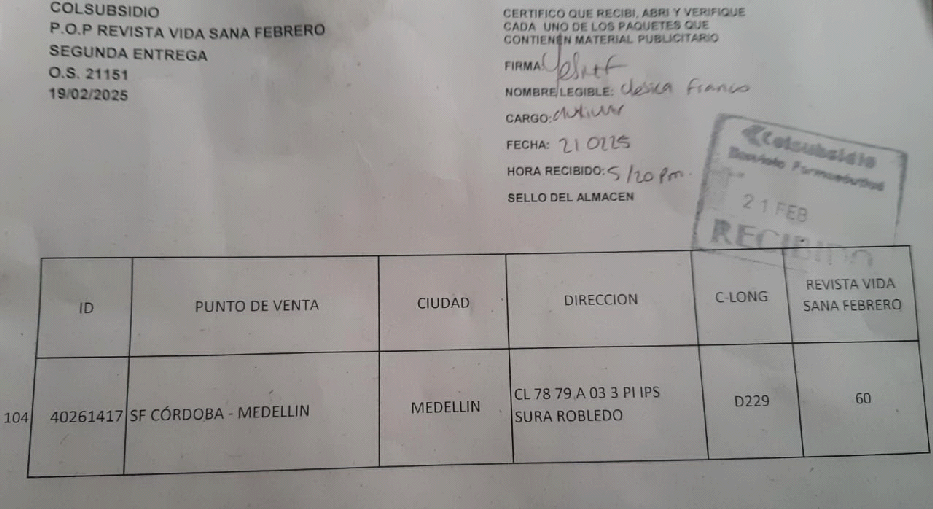 COLSUBSIDIO
P.O.P REVISTA VIDA SANA FEBRERO
SEGUNDA ENTREGA
O.S. 21151
19/02/2025
CERTIFICO QUE RECIBI, ABRI Y VERIFIQUE
CADA UNO DE LOS PAQUETES QUE
CONTIENEN MATERIAL PUBLICITARIO
FIRMA:
NOMBRE LEGIBLE: Franco
CARGO:
FECHA: 210225
HORA RECIBIDO: 5/20 pm.
SELLO DEL ALMACEN
Colsubsidio
21 FEB
RECIBIDO
ID PUNTO DE VENTA CIUDAD DIRECCION C-LONG REVISTA VIDA
SANA FEBRERO
104 40261417 SF CÓRDOBA - MEDELLIN MEDELLIN CL 78 79 A 03 3 PI IPS D229 60
SURA ROBLEDO